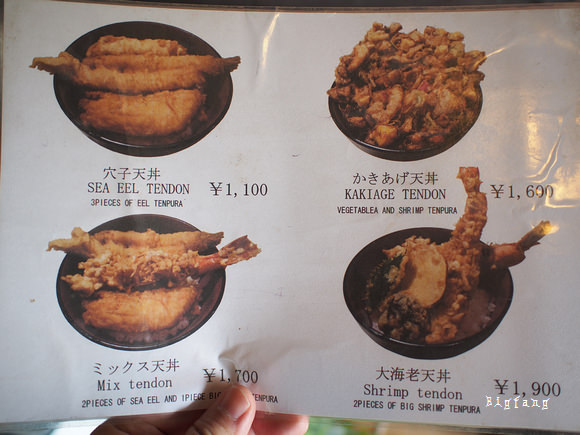 穴子天丼
SEA EEL TENDON ￥1,100
3PIECES OF EEL TENPURA
かきあげ天丼
KAKIAGE TENDON ￥1,600
VEGETABLEA AND SHRIMP TENPURA
ミックス天丼
Mix tendon ￥1,700
2PIECES OF SEA EEL AND 1PIECE BIG TENPURA
大海老天丼
Shrimp tendon ￥1,900
2PIECES OF BIG SHRIMP TENPURA
Bigfang